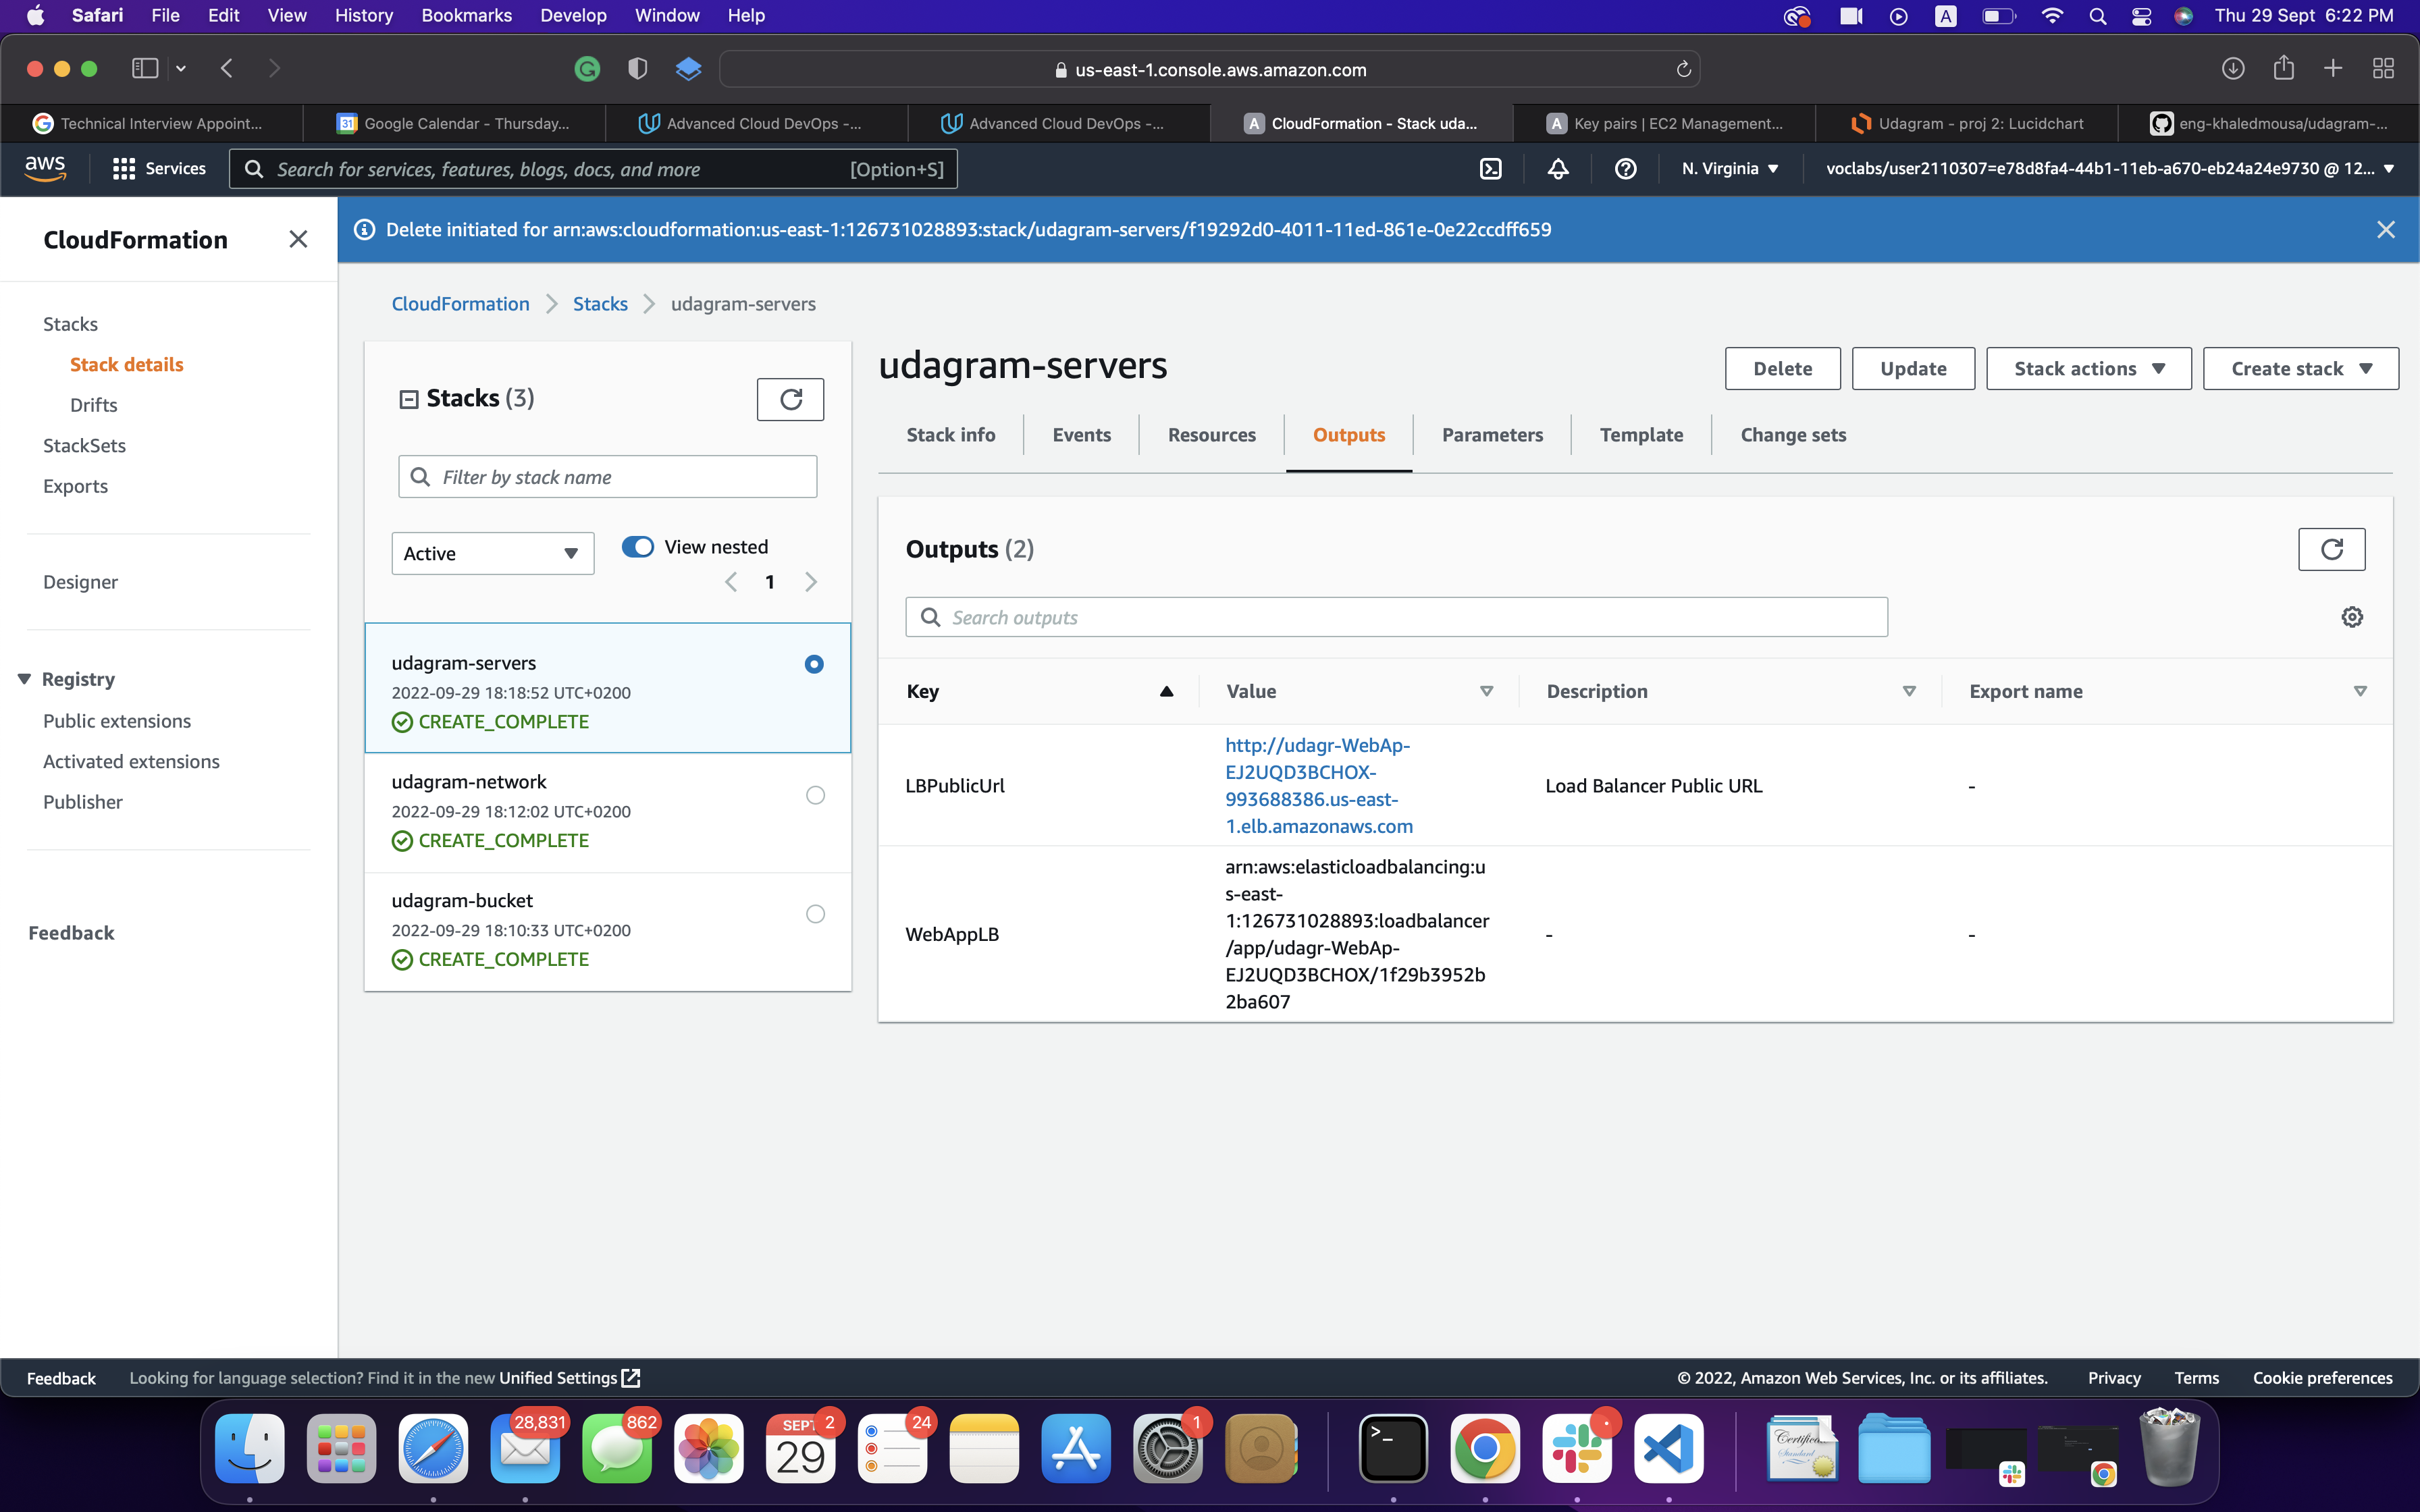 Safari File Edit View History Bookmarks Develop Window Help
A
Thu 29 Sept 6:22 PM
us-east-1.console.aws.amazon.com
Technical Interview Appoint...
Google Calendar - Thursday...
Advanced Cloud DevOps -...
Advanced Cloud DevOps -...
CloudFormation - Stack uda...
Key pairs | EC2 Management...
Udagram - proj 2: Lucidchart
eng-khaledmousa/udagram-...
aws
Services
Search for services, features, blogs, docs, and more
[Option+S]
N. Virginia
voclabs/user2110307=e78d8fa4-44b1-11eb-a670-eb24a24e9730 @ 12...
CloudFormation
Stacks
Stack details
Drifts
StackSets
Exports
Designer
Registry
Public extensions
Activated extensions
Publisher
Feedback
Delete initiated for arn:aws:cloudformation:us-east-1:126731028893:stack/udagram-servers/f19292d0-4011-11ed-861e-0e22ccdff659
CloudFormation > Stacks > udagram-servers
Stacks (3)
Filter by stack name
Active
View nested
1
udagram-servers
2022-09-29 18:18:52 UTC+0200
CREATE_COMPLETE
udagram-network
2022-09-29 18:12:02 UTC+0200
CREATE_COMPLETE
udagram-bucket
2022-09-29 18:10:33 UTC+0200
CREATE_COMPLETE
udagram-servers
Delete
Update
Stack actions
Create stack
Stack info
Events
Resources
Outputs
Parameters
Template
Change sets
Outputs (2)
Search outputs
Key
Value
Description
Export name
LBPublicUrl
http://udagr-WebAp-
EJ2UQD3BCHOX-
993688386.us-east-
1.elb.amazonaws.com
Load Balancer Public URL
-
WebAppLB
arn:aws:elasticloadbalancing:u
s-east-
1:126731028893:loadbalancer
/app/udagr-WebAp-
EJ2UQD3BCHOX/1f29b3952b
2ba607
-
-
Feedback
Looking for language selection? Find it in the new Unified Settings
© 2022, Amazon Web Services, Inc. or its affiliates.
Privacy
Terms
Cookie preferences
28,831
862
SEPT
29
2
24
1